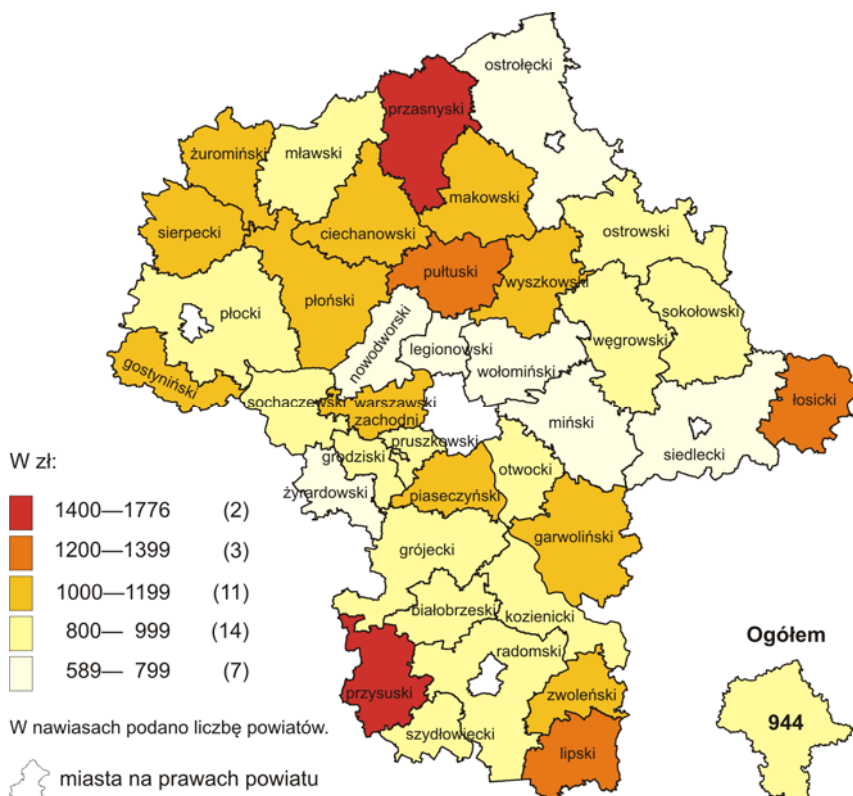 ostrołęcki
przasnyski
żuromiński
mławski
makowski
sierpecki
ciechanowski
ostrowski
pułtuski
wyszkowski
płoński
płocki
sokołowski
węgrowski
nowodworski
legionowski
wołomiński
gostyniński
sochaczewski
warszawski
zachodni
łosicki
miński
pruszkowski
siedlecki
grodziski
otwocki
żyrardowski
piaseczyński
garwoliński
grójecki
białobrzeski
kozienicki
radomski
przysuski
zwoleński
szydłowiecki
lipski
W zł:
1400—1776 (2)
1200—1399 (3)
1000—1199 (11)
800— 999 (14)
589— 799 (7)
W nawiasach podano liczbę powiatów.
miasta na prawach powiatu
Ogółem
944